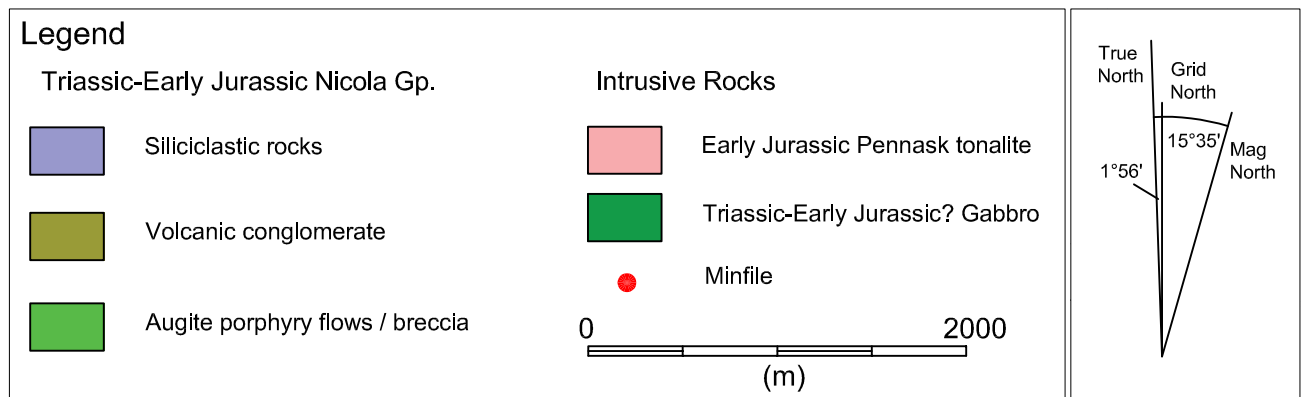 Legend
Triassic-Early Jurassic Nicola Gp.
Siliciclastic rocks
Volcanic conglomerate
Augite porphyry flows / breccia
Intrusive Rocks
Early Jurassic Pennask tonalite
Triassic-Early Jurassic? Gabbro
Minfile
0 2000
(m)
True
North
Grid
North
15°35'
Mag
North
1°56'